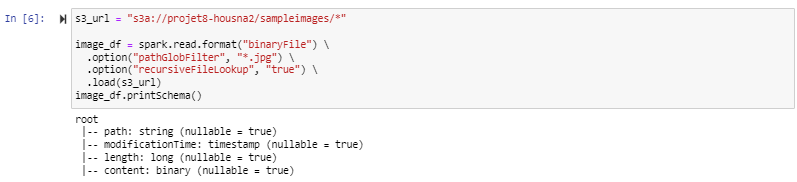 In [6]:
s3_url = "s3a://projet8-housna2/sampleimages/*"
image_df = spark.read.format("binaryFile") \
  .option("pathGlobFilter", "*.jpg") \
  .option("recursiveFileLookup", "true") \
  .load(s3_url)
image_df.printSchema()
root
 |-- path: string (nullable = true)
 |-- modificationTime: timestamp (nullable = true)
 |-- length: long (nullable = true)
 |-- content: binary (nullable = true)